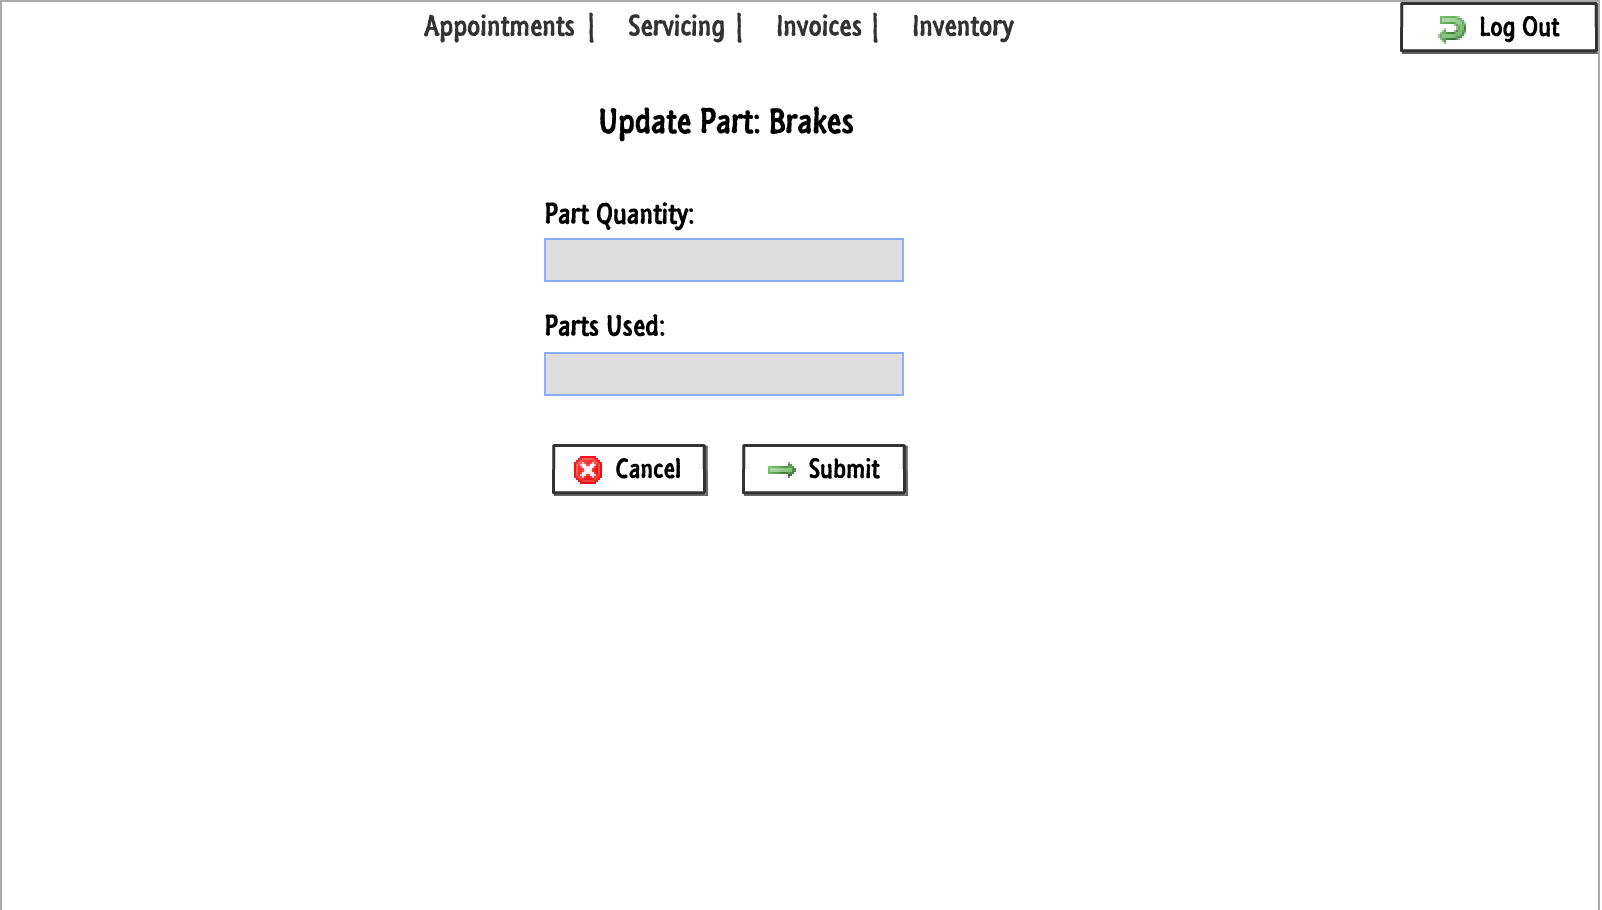 Appointments | Servicing | Invoices | Inventory
Log Out
Update Part: Brakes
Part Quantity:
Parts Used:
Cancel
Submit